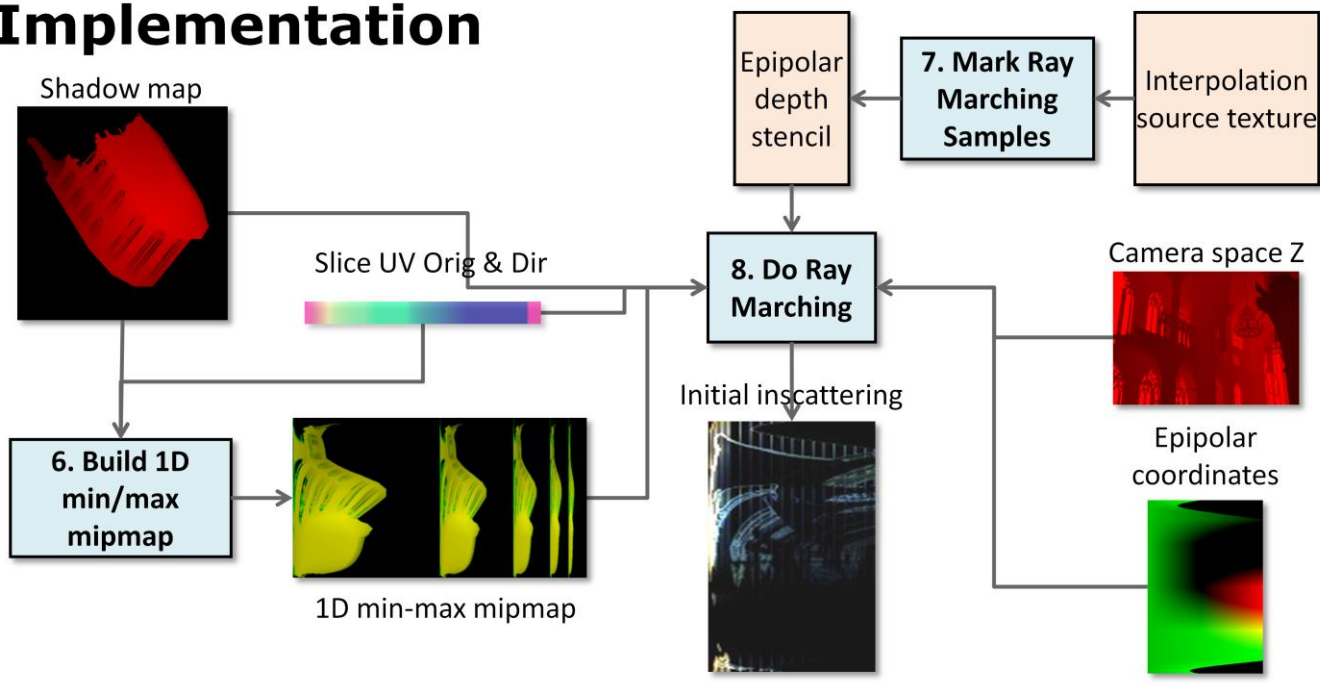 Implementation
Shadow map
Epipolar
depth
stencil
7. Mark Ray
Marching
Samples
Interpolation
source texture
Slice UV Orig & Dir
8. Do Ray
Marching
Camera space Z
Initial inscattering
6. Build 1D
min/max
mipmap
1D min-max mipmap
Epipolar
coordinates